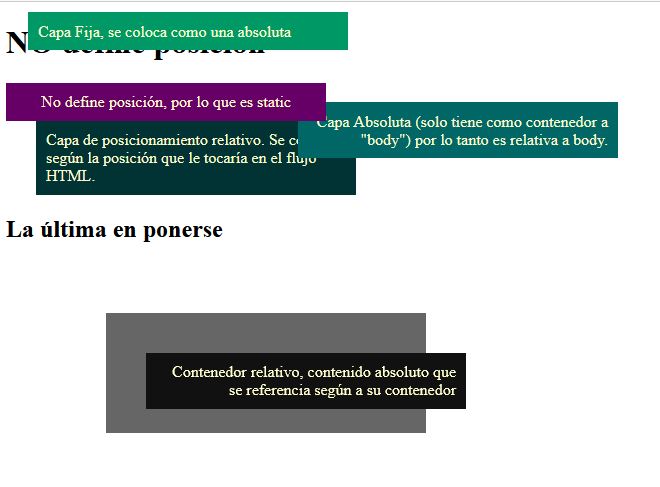 Capa Fija, se coloca como una absoluta
NO define posición
No define posición, por lo que es static
Capa Absoluta (solo tiene como contenedor a
"body") por lo tanto es relativa a body.
Capa de posicionamiento relativo. Se
según la posición que le tocaría en el flujo
HTML.
La última en ponerse
Contenedor relativo, contenido absoluto que
se referencia según a su contenedor